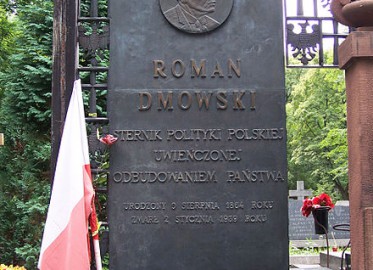 ROMAN
DMOWSKI
STERNIK POLITYKI POLSKIEJ
UWIEŃCZONEJ
ODBUDOWANIEM PAŃSTWA
URODZONY 9 SIERPNIA 1864 ROKU
ZMARŁ 2 STYCZNIA 1939 ROKU